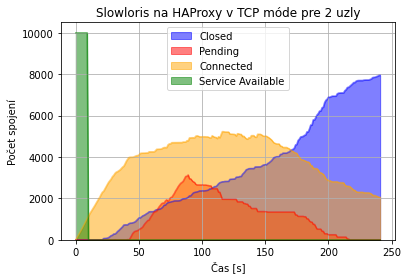 Slowloris na HAProxy v TCP móde pre 2 uzly
Closed
Pending
Connected
Service Available
Počet spojení
10000
8000
6000
4000
2000
0
0
50
100
150
200
250
Čas [s]